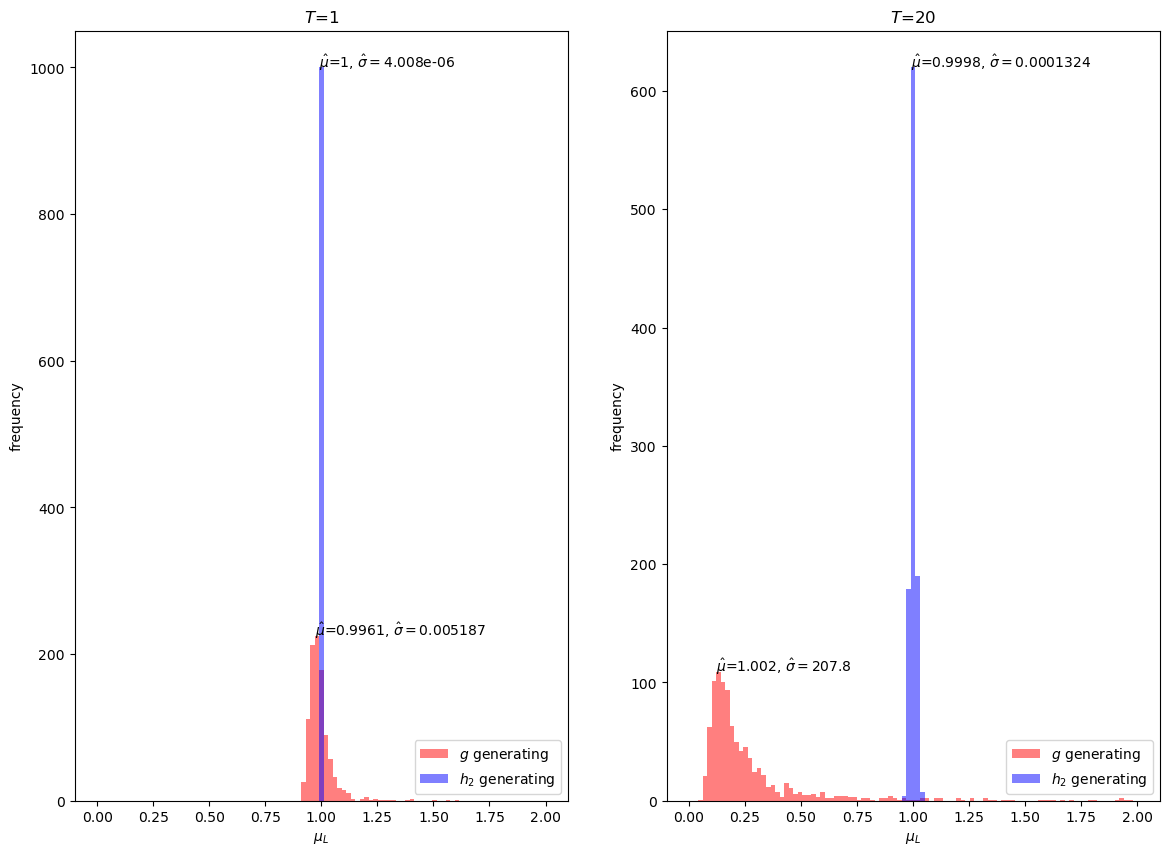 T=1
1000
800
600
400
200
0
frequency
μ̂=1, σ̂ = 4.008e-06
μ̂=0.9961, σ̂ = 0.005187
g generating
h₂ generating
0.00 0.25 0.50 0.75 1.00 1.25 1.50 1.75 2.00
μ_L
T=20
600
500
400
300
200
100
0
frequency
μ̂=0.9998, σ̂ = 0.0001324
μ̂=1.002, σ̂ = 207.8
g generating
h₂ generating
0.00 0.25 0.50 0.75 1.00 1.25 1.50 1.75 2.00
μ_L